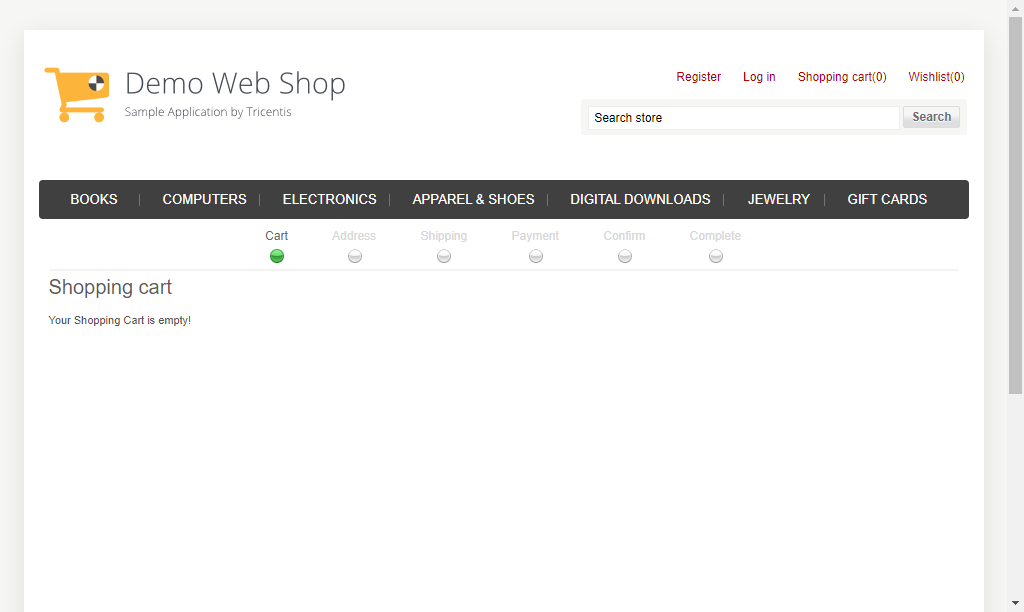 Demo Web Shop
Sample Application by Tricentis
Register Log in Shopping cart(0) Wishlist(0)
Search store Search
BOOKS COMPUTERS ELECTRONICS APPAREL & SHOES DIGITAL DOWNLOADS JEWELRY GIFT CARDS
Cart Address Shipping Payment Confirm Complete
Shopping cart
Your Shopping Cart is empty!